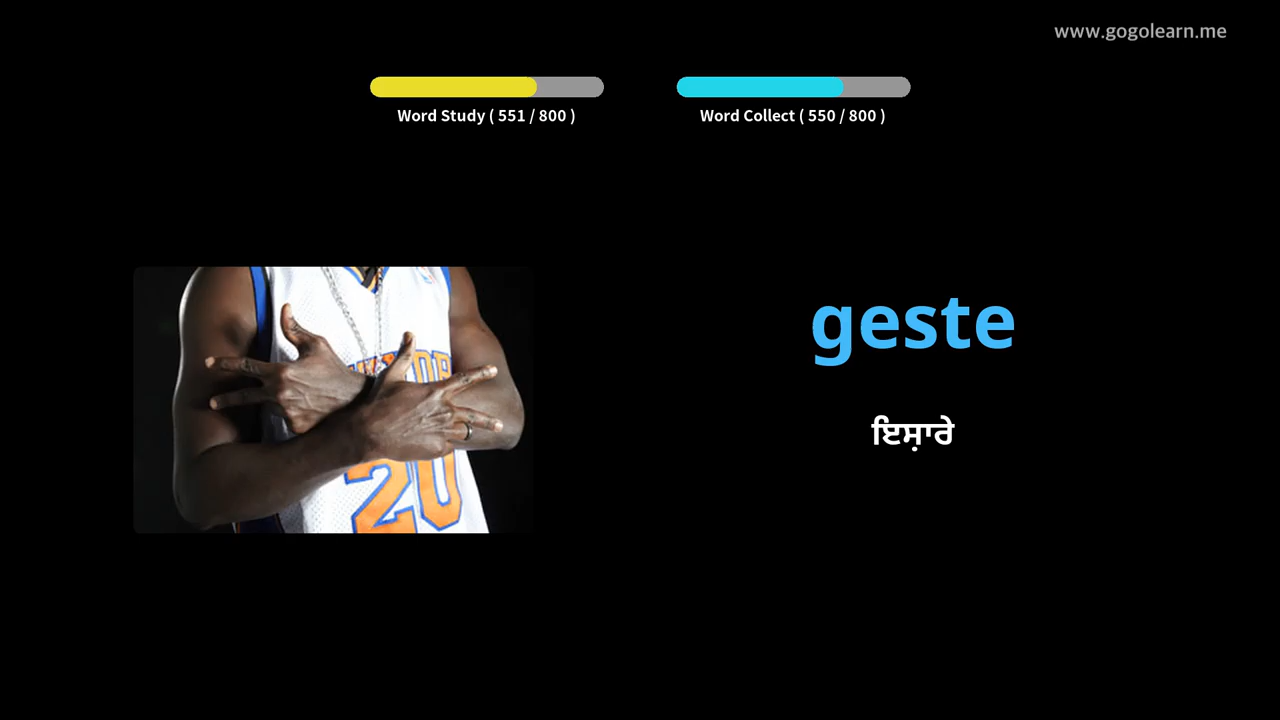 www.gogolearn.me
Word Study ( 551 / 800 )
Word Collect ( 550 / 800 )
geste
ਇਸ਼ਾਰੇ
20